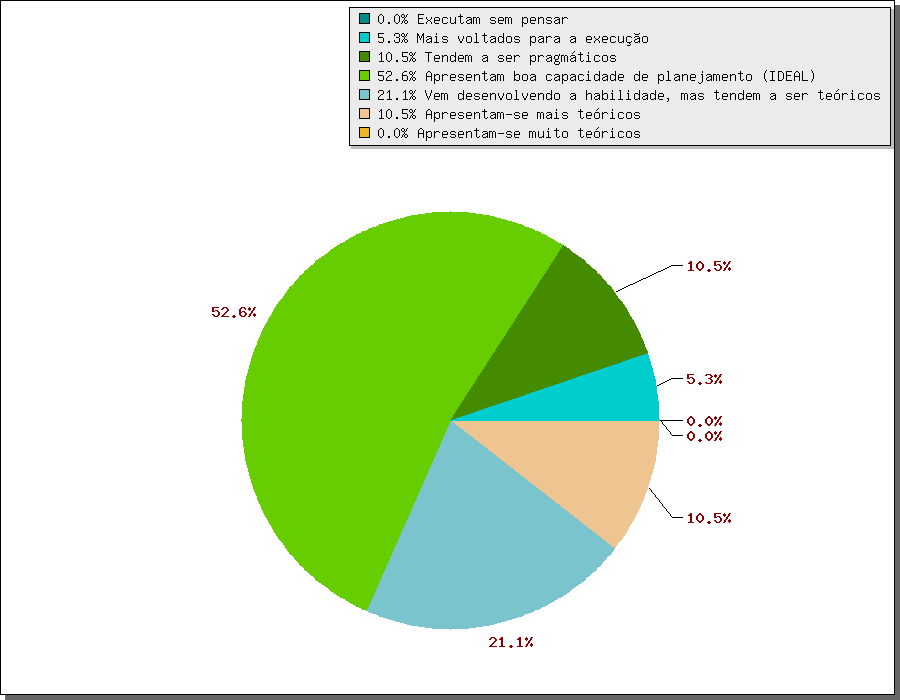 0.0% Executam sem pensar
5.3% Mais voltados para a execução
10.5% Tendem a ser pragmáticos
52.6% Apresentam boa capacidade de planejamento (IDEAL)
21.1% Vem desenvolvendo a habilidade, mas tendem a ser teóricos
10.5% Apresentam-se mais teóricos
0.0% Apresentam-se muito teóricos
10.5%
52.6%
5.3%
0.0%
0.0%
10.5%
21.1%